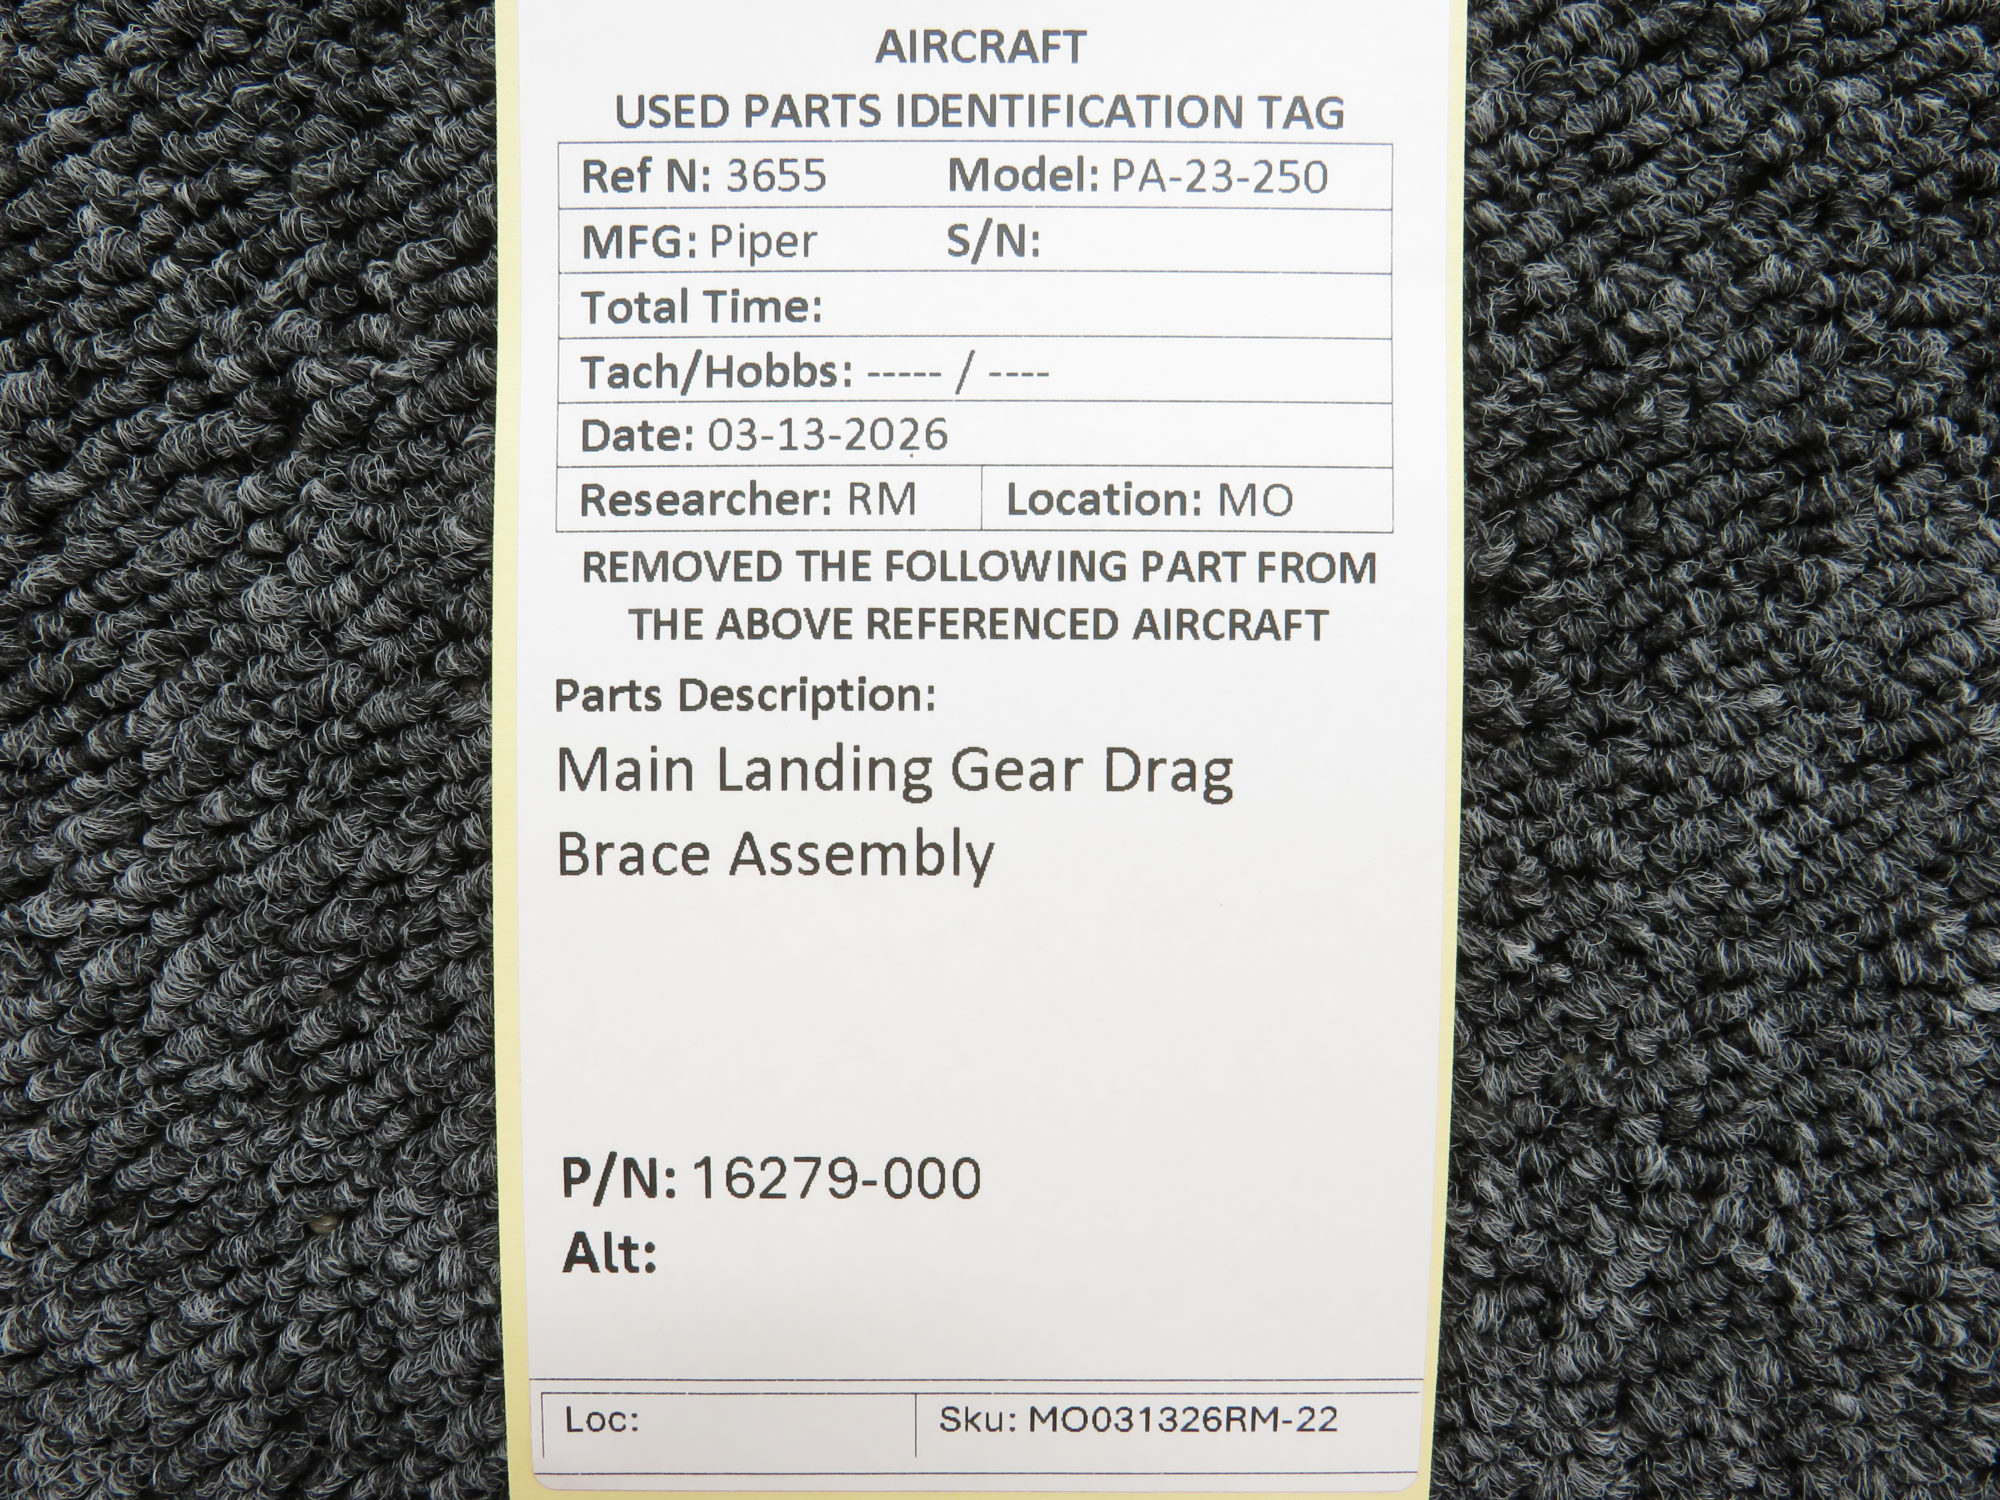 AIRCRAFT
USED PARTS IDENTIFICATION TAG
Ref N: 3655 Model: PA-23-250
MFG: Piper S/N:
Total Time:
Tach/Hobbs: ----- / ----
Date: 03-13-2026
Researcher: RM Location: MO
REMOVED THE FOLLOWING PART FROM
THE ABOVE REFERENCED AIRCRAFT
Parts Description:
Main Landing Gear Drag
Brace Assembly
P/N: 16279-000
Alt:
Loc: Sku: MO031326RM-22